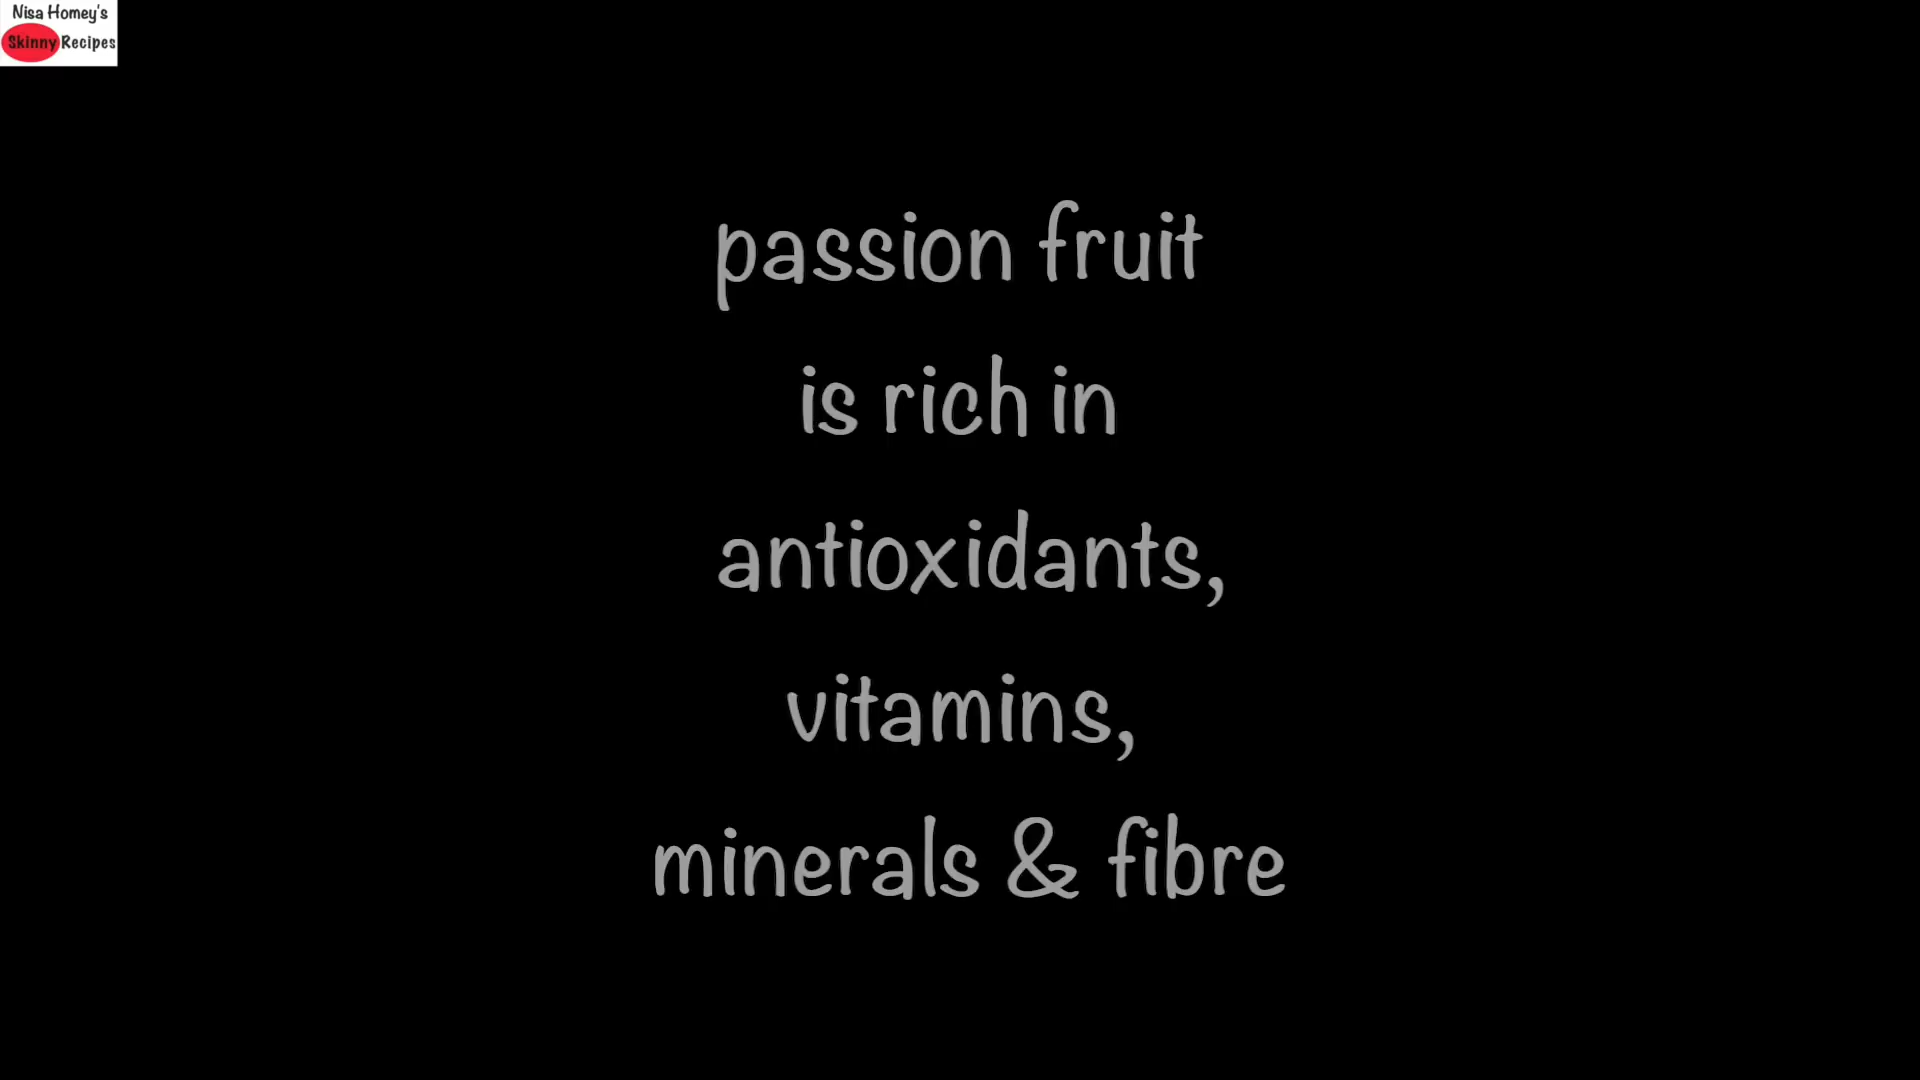 Nisa Homey's
Skinny Recipes
passion fruit
is rich in
antioxidants,
vitamins,
minerals & fibre